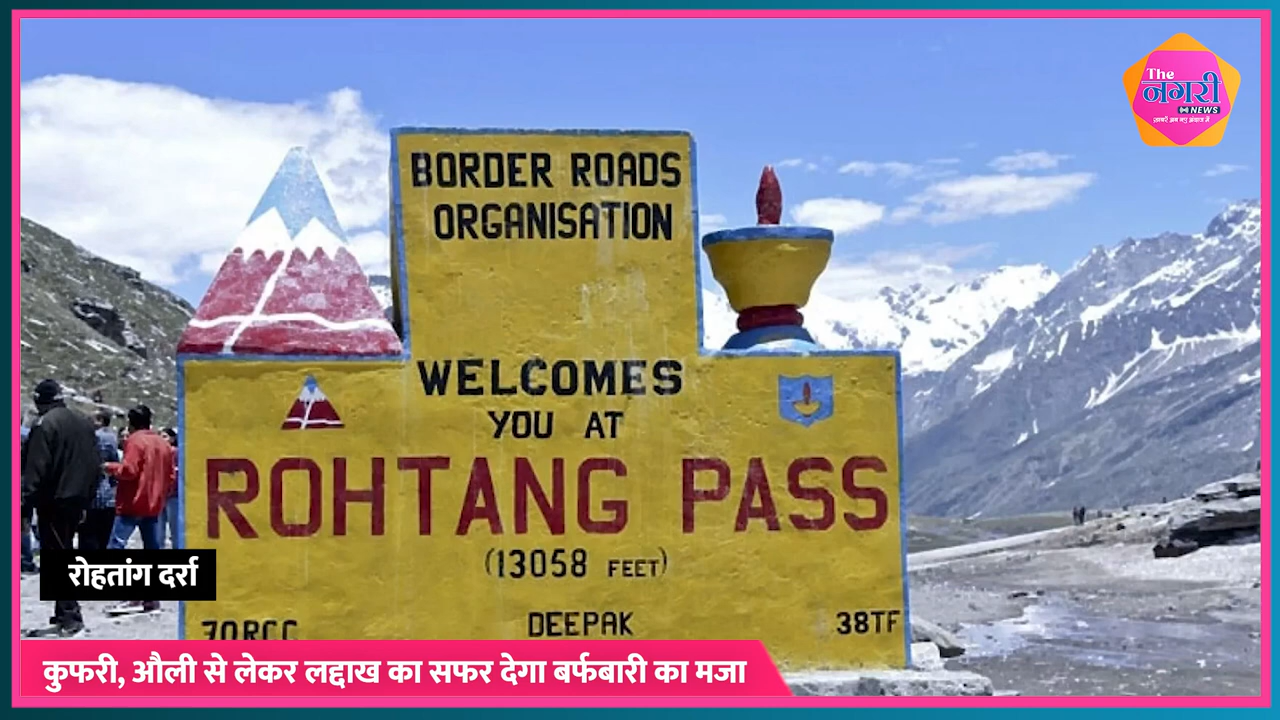 The
नगरी
NEWS
BORDER ROADS
ORGANISATION
WELCOMES
YOU AT
ROHTANG PASS
(13058 FEET)
70RCC DEEPAK 38TF
रोहतांग दर्रा
कुफरी, औली से लेकर लद्दाख का सफर देगा बर्फबारी का मजा